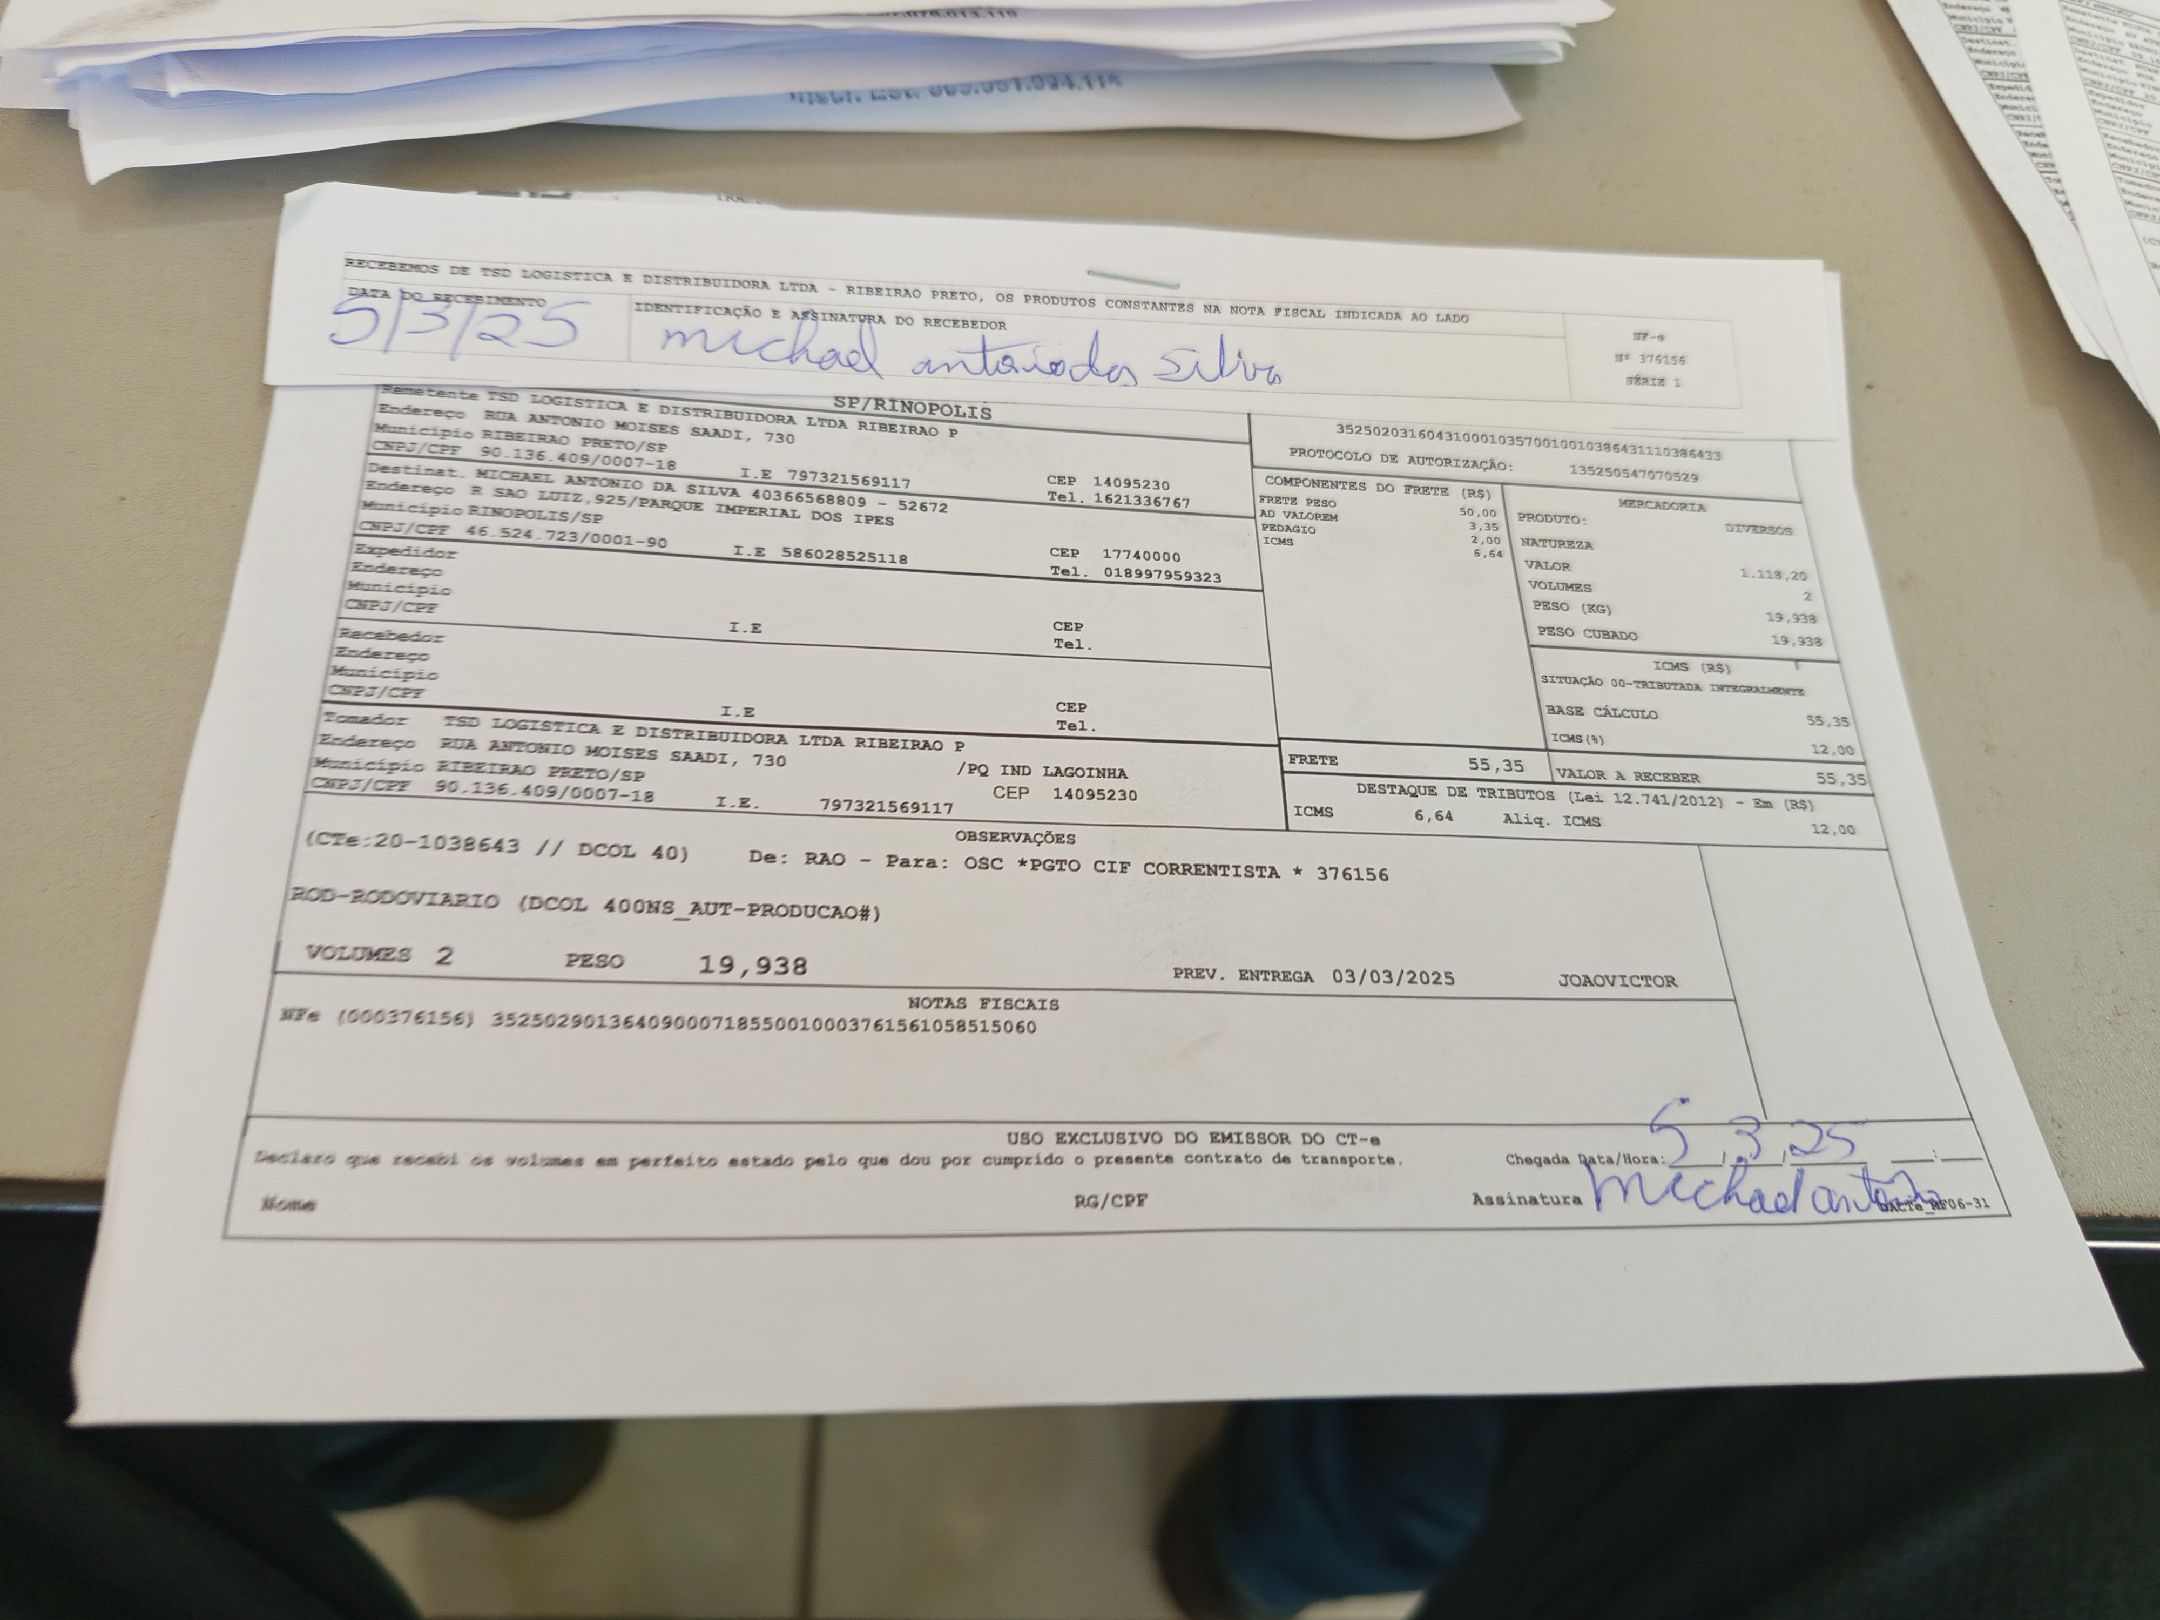 RECEBEMOS DE TSD LOGISTICA E DISTRIBUIDORA LTDA - RIBEIRAO PRETO, OS PRODUTOS CONSTANTES NA NOTA FISCAL INDICADA AO LADO
DATA DO RECEBIMENTO
5/3/25
IDENTIFICAÇÃO E ASSINATURA DO RECEBEDOR
michael antonio da Silva
NF-e
Nº 376156
SÉRIE 1
SP/RINOPOLIS
Remetente TSD LOGISTICA E DISTRIBUIDORA LTDA RIBEIRAO P
Endereço RUA ANTONIO MOISES SAADI, 730
Município RIBEIRAO PRETO/SP CEP 14095230
CNPJ/CPF 90.136.409/0007-18 I.E 797321569117 Tel. 1621336767
Destinat. MICHAEL ANTONIO DA SILVA 40366568809 - 52672
Endereço R SAO LUIZ,925/PARQUE IMPERIAL DOS IPES
Município RINOPOLIS/SP CEP 17740000
CNPJ/CPF 46.524.723/0001-90 I.E 586028525118 Tel. 018997959323
Expedidor
Endereço
Município CEP
CNPJ/CPF I.E Tel.
Recebedor
Endereço
Município CEP
CNPJ/CPF I.E Tel.
Tomador TSD LOGISTICA E DISTRIBUIDORA LTDA RIBEIRAO P
Endereço RUA ANTONIO MOISES SAADI, 730 /PQ IND LAGOINHA
Município RIBEIRAO PRETO/SP CEP 14095230
CNPJ/CPF 90.136.409/0007-18 I.E. 797321569117
35250203160431000103570010010386431110386433
PROTOCOLO DE AUTORIZAÇÃO: 135250547070529
COMPONENTES DO FRETE (R$)
FRETE PESO 50,00
AD VALOREM 3,35
PEDAGIO 2,00
ICMS 6,64
MERCADORIA
PRODUTO: DIVERSOS
NATUREZA
VALOR 1.118,20
VOLUMES 2
PESO (KG) 19,938
PESO CUBADO 19,938
ICMS (R$)
SITUAÇÃO 00-TRIBUTADA INTEGRALMENTE
BASE CÁLCULO 55,35
ICMS(%) 12,00
FRETE 55,35 VALOR A RECEBER 55,35
DESTAQUE DE TRIBUTOS (Lei 12.741/2012) - Em (R$)
ICMS 6,64 Aliq. ICMS 12,00
OBSERVAÇÕES
(CTe:20-1038643 // DCOL 40) De: RAO - Para: OSC *PGTO CIF CORRENTISTA * 376156
ROD-RODOVIARIO (DCOL 400NS_AUT-PRODUCAO#)
VOLUMES 2 PESO 19,938 PREV. ENTREGA 03/03/2025 JOAOVICTOR
NOTAS FISCAIS
NFe (000376156) 35250290136409000718550010003761561058515060
USO EXCLUSIVO DO EMISSOR DO CT-e
Declaro que recebi os volumes em perfeito estado pelo que dou por cumprido o presente contrato de transporte.
Chegada Data/Hora: 5/3/25 __:__
Nome RG/CPF Assinatura michael antonio
DACTe_MF06-31